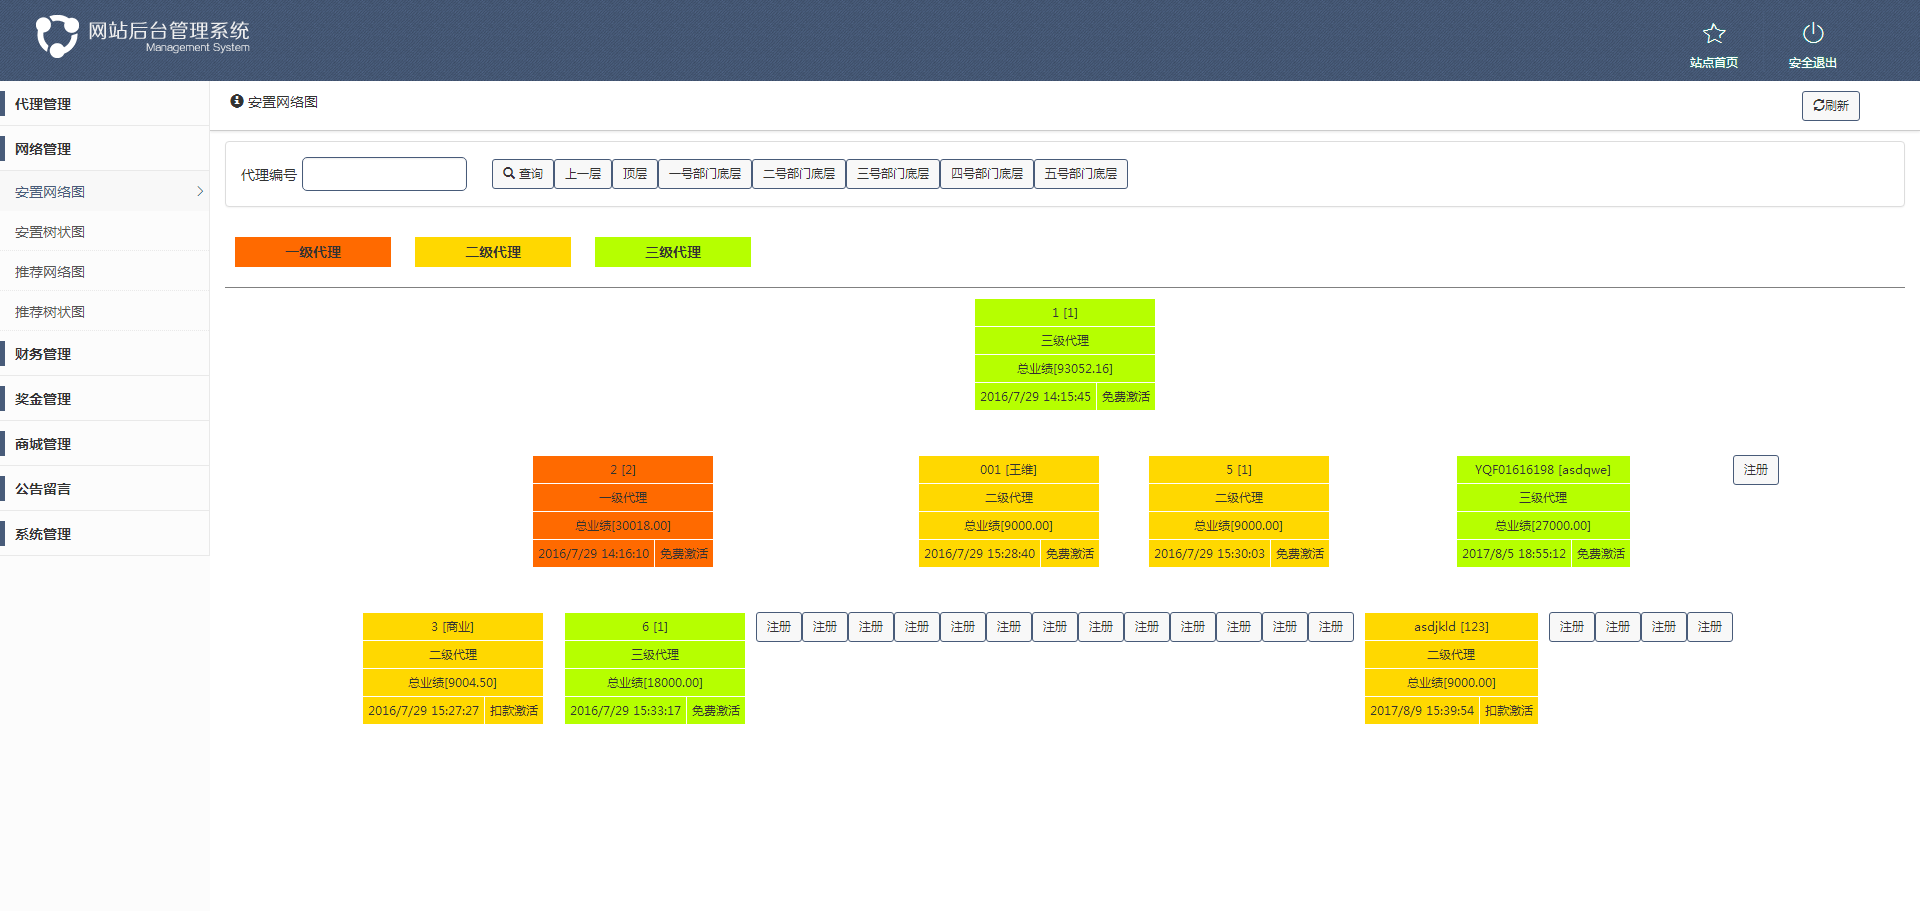 网站后台管理系统
Management System
站点首页
安全退出
代理管理
网络管理
安置网络图
安置树状图
推荐网络图
推荐树状图
财务管理
奖金管理
商城管理
公告留言
系统管理
安置网络图
刷新
代理编号
查询 上一层 顶层 一号部门底层 二号部门底层 三号部门底层 四号部门底层 五号部门底层
一级代理 二级代理 三级代理
1 [1]
三级代理
总业绩[93052.16]
2016/7/29 14:15:45 免费激活
2 [2]
一级代理
总业绩[30018.00]
2016/7/29 14:16:10 免费激活
001 [王维]
二级代理
总业绩[9000.00]
2016/7/29 15:28:40 免费激活
5 [1]
二级代理
总业绩[9000.00]
2016/7/29 15:30:03 免费激活
YQF01616198 [asdqwe]
三级代理
总业绩[27000.00]
2017/8/5 18:55:12 免费激活
注册
3 [商业]
二级代理
总业绩[9004.50]
2016/7/29 15:27:27 扣款激活
6 [1]
三级代理
总业绩[18000.00]
2016/7/29 15:33:17 免费激活
注册 注册 注册 注册 注册 注册 注册 注册 注册 注册 注册 注册 注册
asdjkld [123]
二级代理
总业绩[9000.00]
2017/8/9 15:39:54 扣款激活
注册 注册 注册 注册